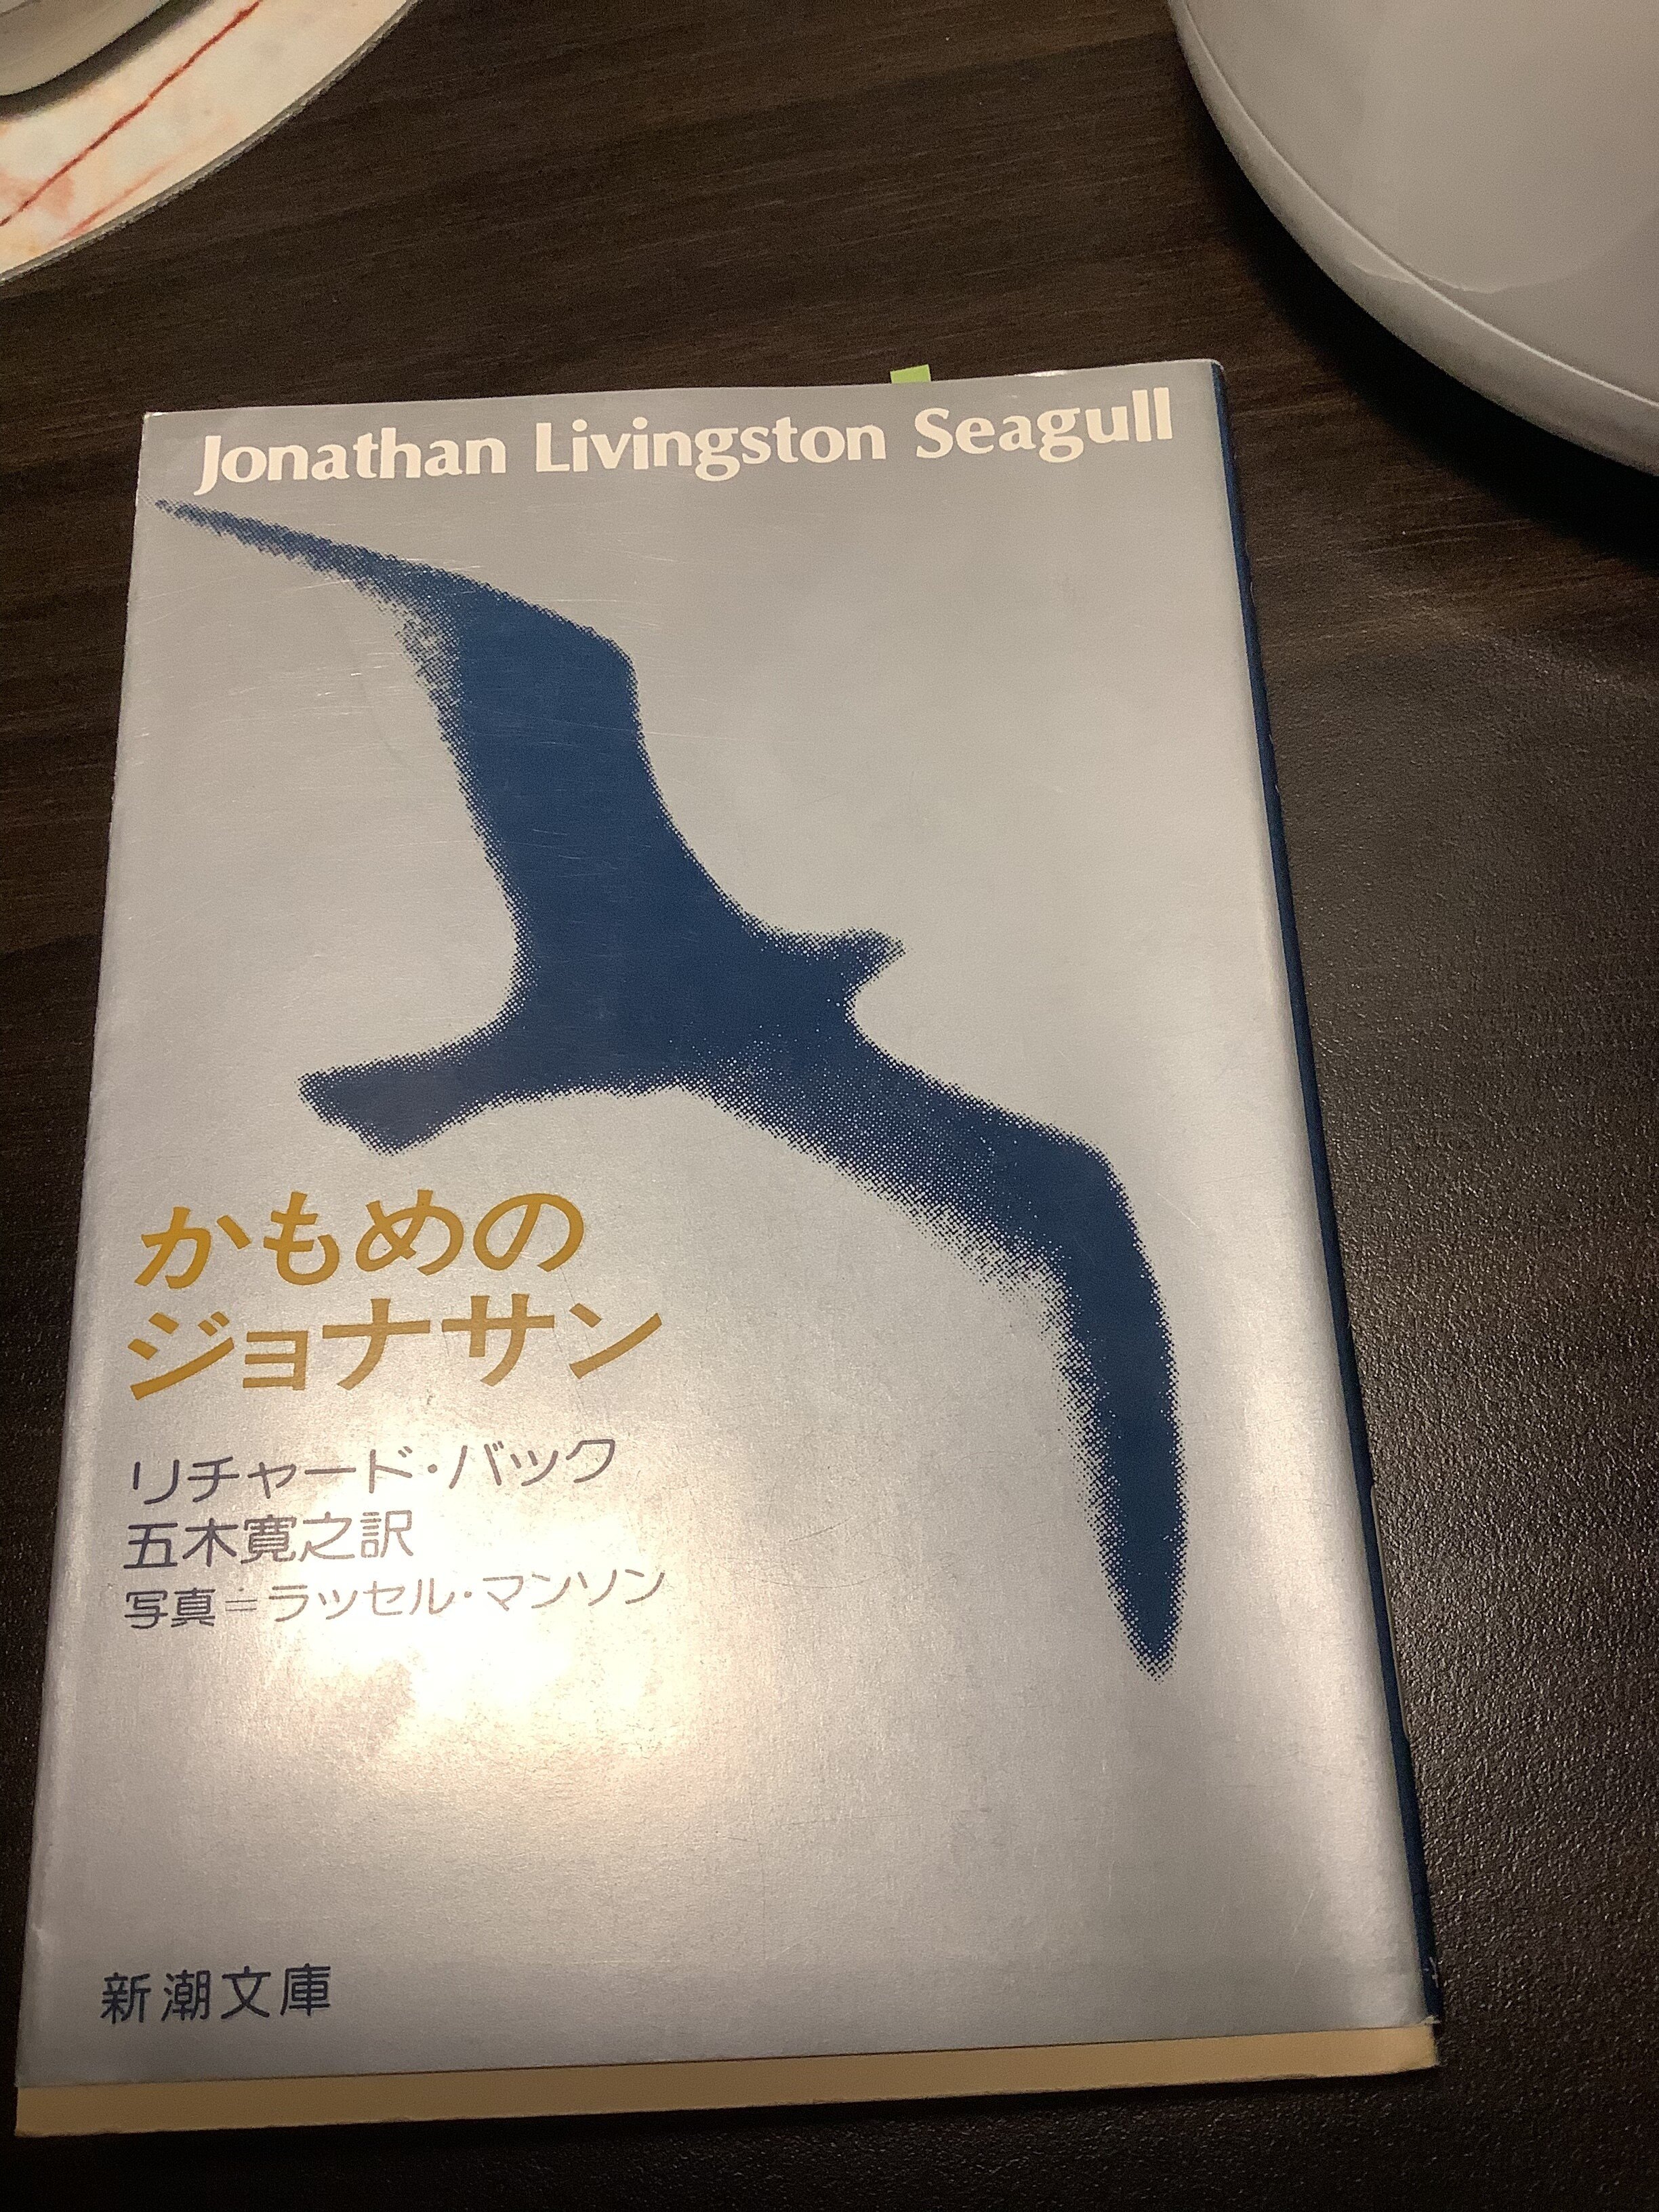 Jonathan Livingston Seagull
かもめの
ジョナサン
リチャード・バック
五木寛之訳
写真＝ラッセル・マンソン
新潮文庫